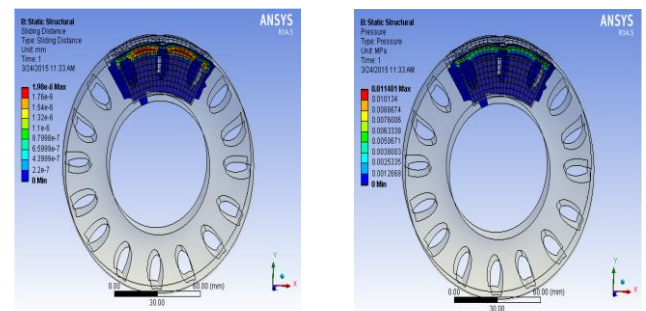 B: Static Structural
Sliding Distance
Type: Sliding Distance
Unit: mm
Time: 1
3/24/2015 11:33 AM
ANSYS
R14.5
1.98e-6 Max
1.76e-6
1.54e-6
1.32e-6
1.1e-6
8.7998e-7
6.5999e-7
4.3999e-7
2.2e-7
0 Min
Y
X
0.00
60.00 (mm)
30.00
B: Static Structural
Pressure
Type: Pressure
Unit: MPa
Time: 1
3/24/2015 11:33 AM
ANSYS
R14.5
0.011401 Max
0.010134
0.0088674
0.0076006
0.0063338
0.0050671
0.0038003
0.0025335
0.0012668
0 Min
Y
X
0.00
60.00 (mm)
30.00